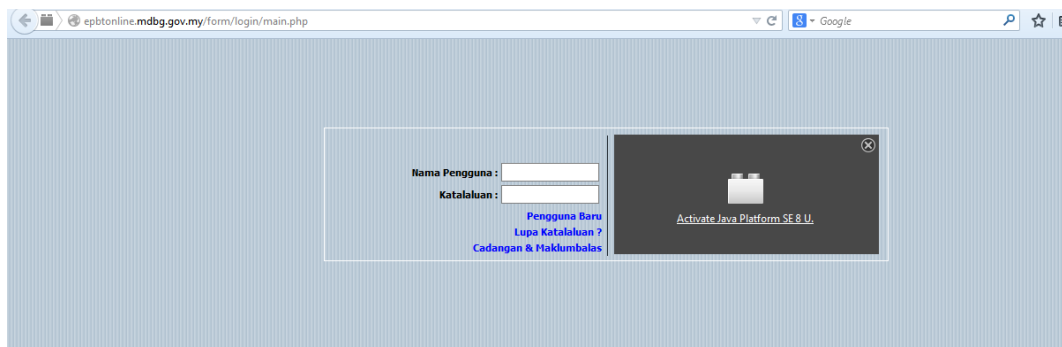 epbtonline.mdbg.gov.my/form/login/main.php
Google
Nama Pengguna :
Katalaluan :
Pengguna Baru
Lupa Katalaluan ?
Cadangan & Maklumbalas
Activate Java Platform SE 8 U.